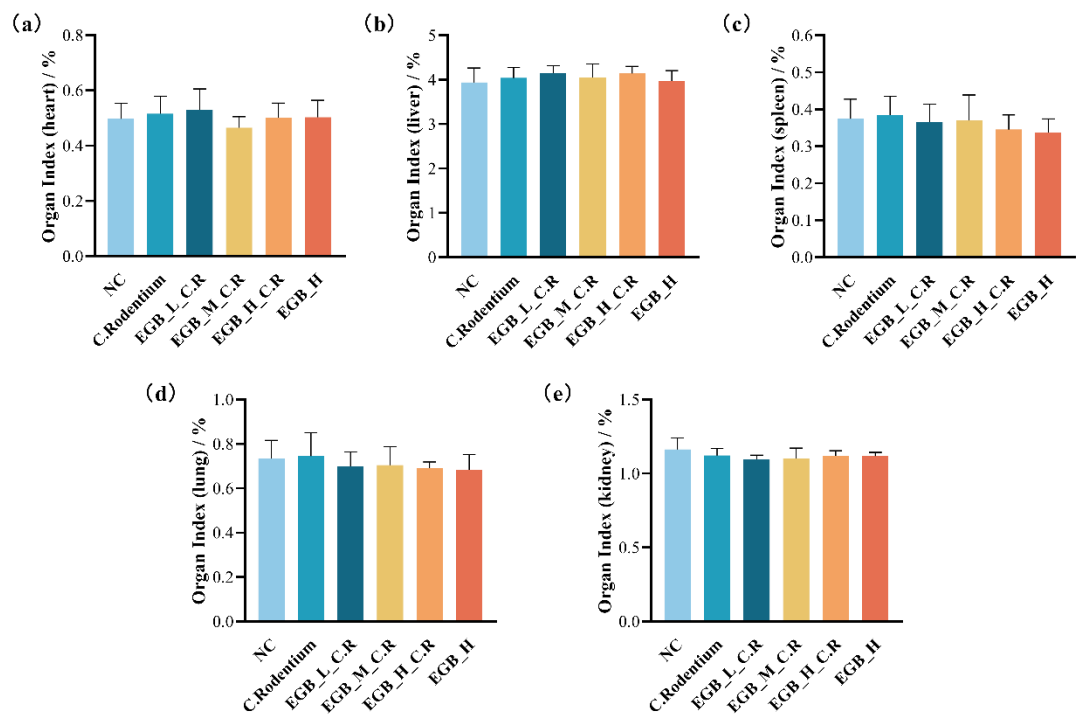 (a)
Organ Index (heart) / %
0.8
0.6
0.4
0.2
0.0
NC
C.Rodentium
EGB_L_C.R
EGB_M_C.R
EGB_H_C.R
EGB_H
(b)
Organ Index (liver) / %
5
4
3
2
1
0
NC
C.Rodentium
EGB_L_C.R
EGB_M_C.R
EGB_H_C.R
EGB_H
(c)
Organ Index (spleen) / %
0.6
0.5
0.4
0.3
0.2
0.1
0.0
NC
C.Rodentium
EGB_L_C.R
EGB_M_C.R
EGB_H_C.R
EGB_H
(d)
Organ Index (lung) / %
1.0
0.8
0.6
0.4
0.2
0.0
NC
C.Rodentium
EGB_L_C.R
EGB_M_C.R
EGB_H_C.R
EGB_H
(e)
Organ Index (kidney) / %
1.5
1.0
0.5
0.0
NC
C.Rodentium
EGB_L_C.R
EGB_M_C.R
EGB_H_C.R
EGB_H